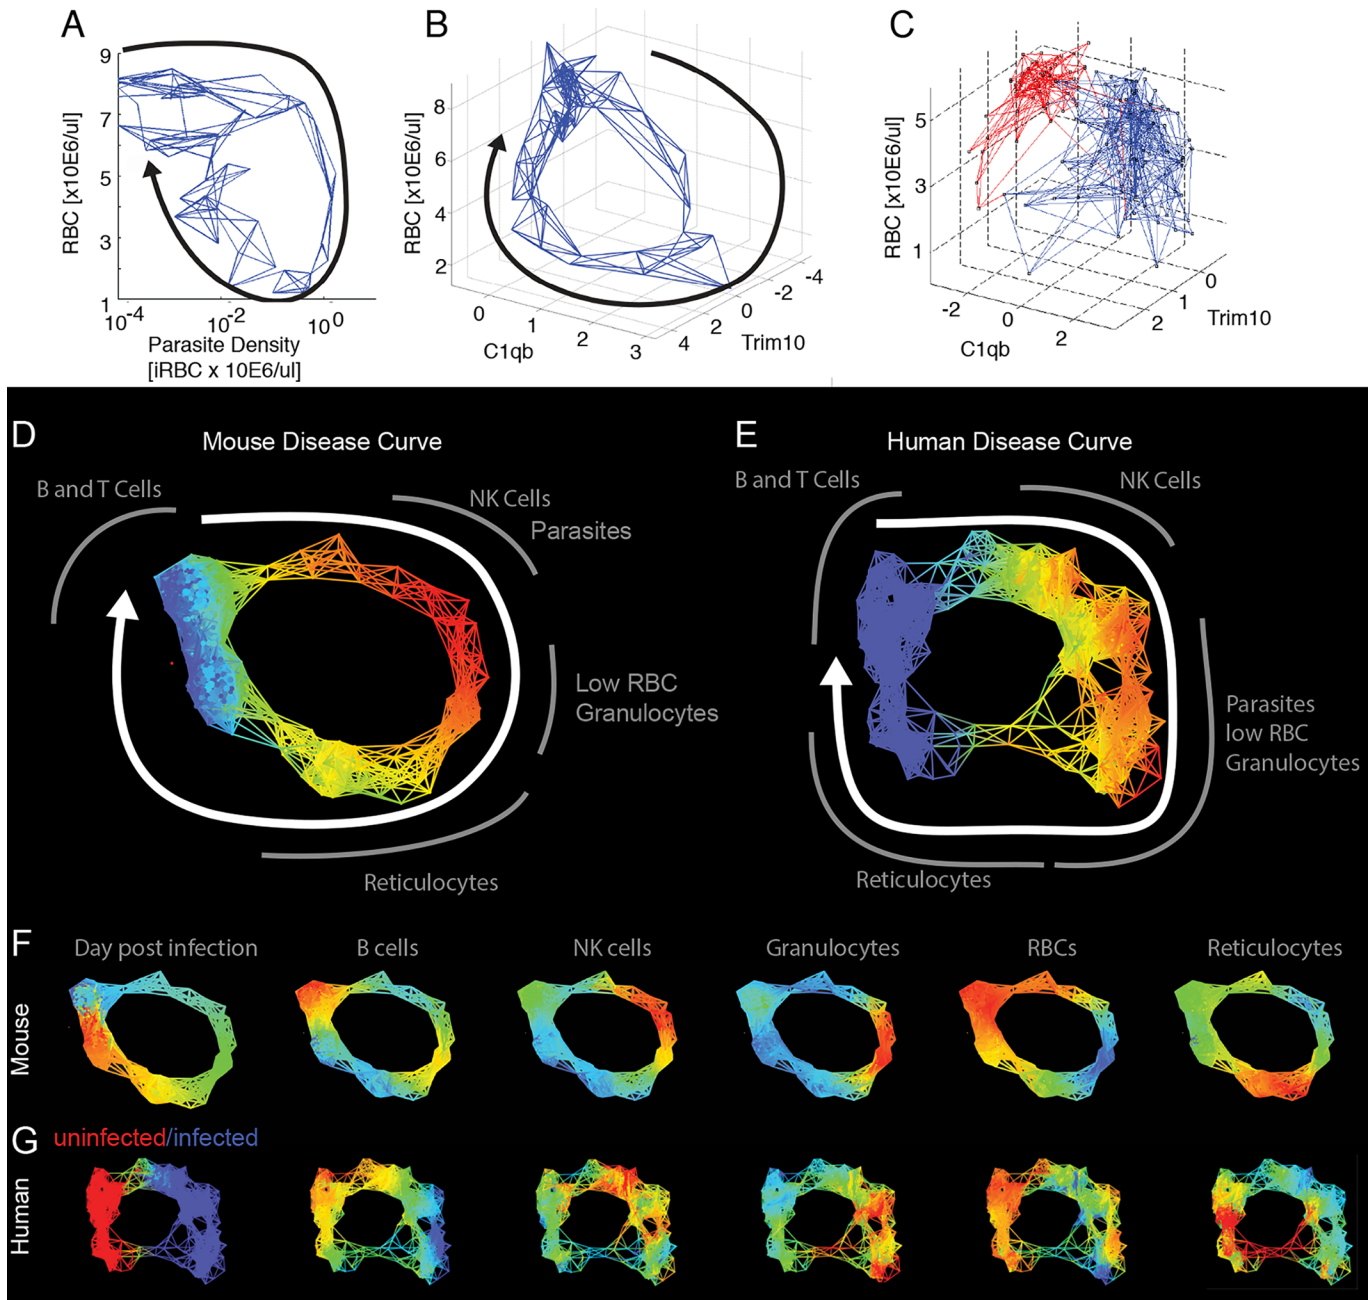 A
B
C
RBC [x10E6/ul]
9
7
5
3
1
10-4
10-2
100
Parasite Density
[iRBC x 10E6/ul]
RBC [x10E6/ul]
8
6
4
2
0
1
2
3
C1qb
4
2
0
-2
-4
Trim10
RBC [x10E6/ul]
5
3
1
-2
0
2
C1qb
2
1
0
Trim10
D
Mouse Disease Curve
B and T Cells
NK Cells
Parasites
Low RBC
Granulocytes
Reticulocytes
E
Human Disease Curve
B and T Cells
NK Cells
Parasites
low RBC
Granulocytes
Reticulocytes
F
Day post infection
B cells
NK cells
Granulocytes
RBCs
Reticulocytes
Mouse
G
uninfected/infected
Human